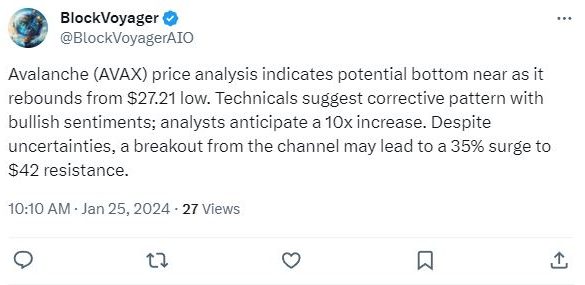 BlockVoyager
@BlockVoyagerAIO
Avalanche (AVAX) price analysis indicates potential bottom near as it
rebounds from $27.21 low. Technicals suggest corrective pattern with
bullish sentiments; analysts anticipate a 10x increase. Despite
uncertainties, a breakout from the channel may lead to a 35% surge to
$42 resistance.
10:10 AM · Jan 25, 2024 · 27 Views